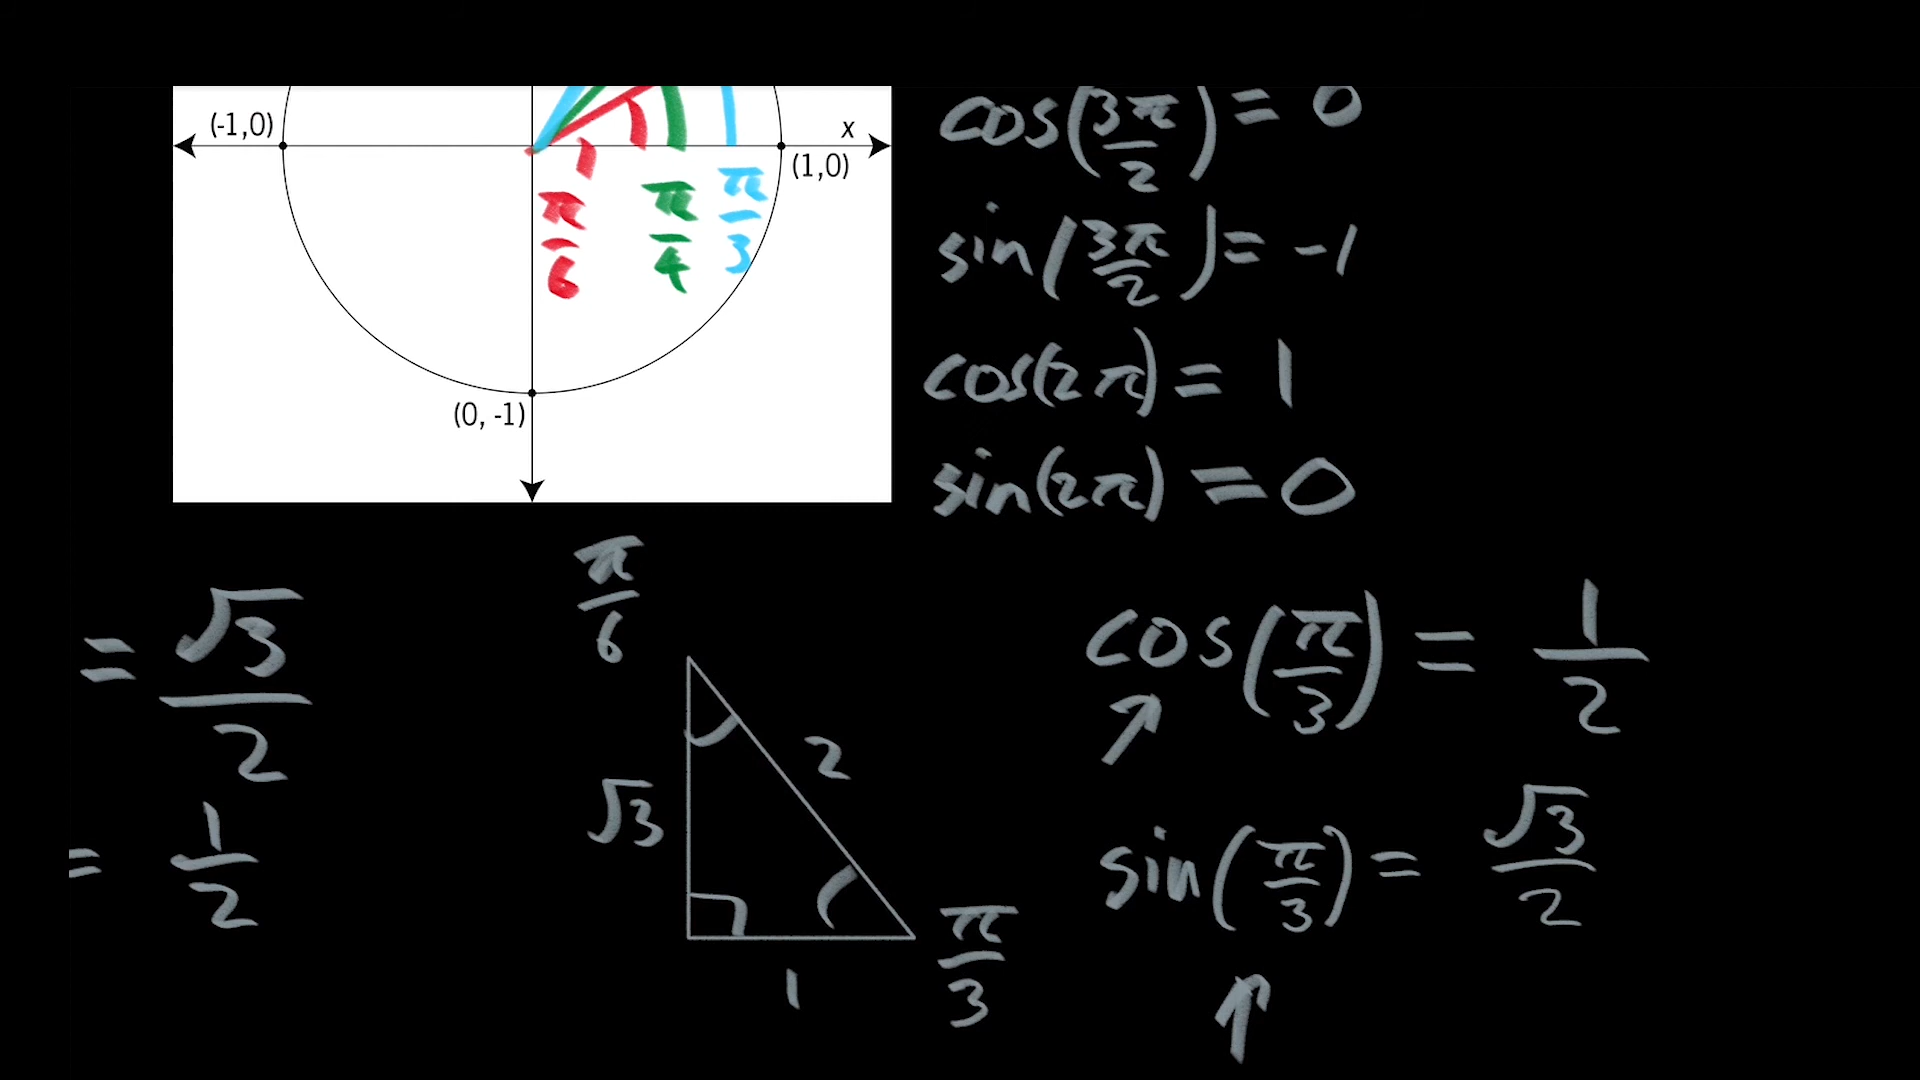 (-1,0)
x
(1,0)
π/6
π/4
π/3
(0, -1)
cos(3π/2) = 0
sin(3π/2) = -1
cos(2π) = 1
sin(2π) = 0
= √3/2
= 1/2
π/6
2
√3
1
π/3
cos(π/3) = 1/2
sin(π/3) = √3/2